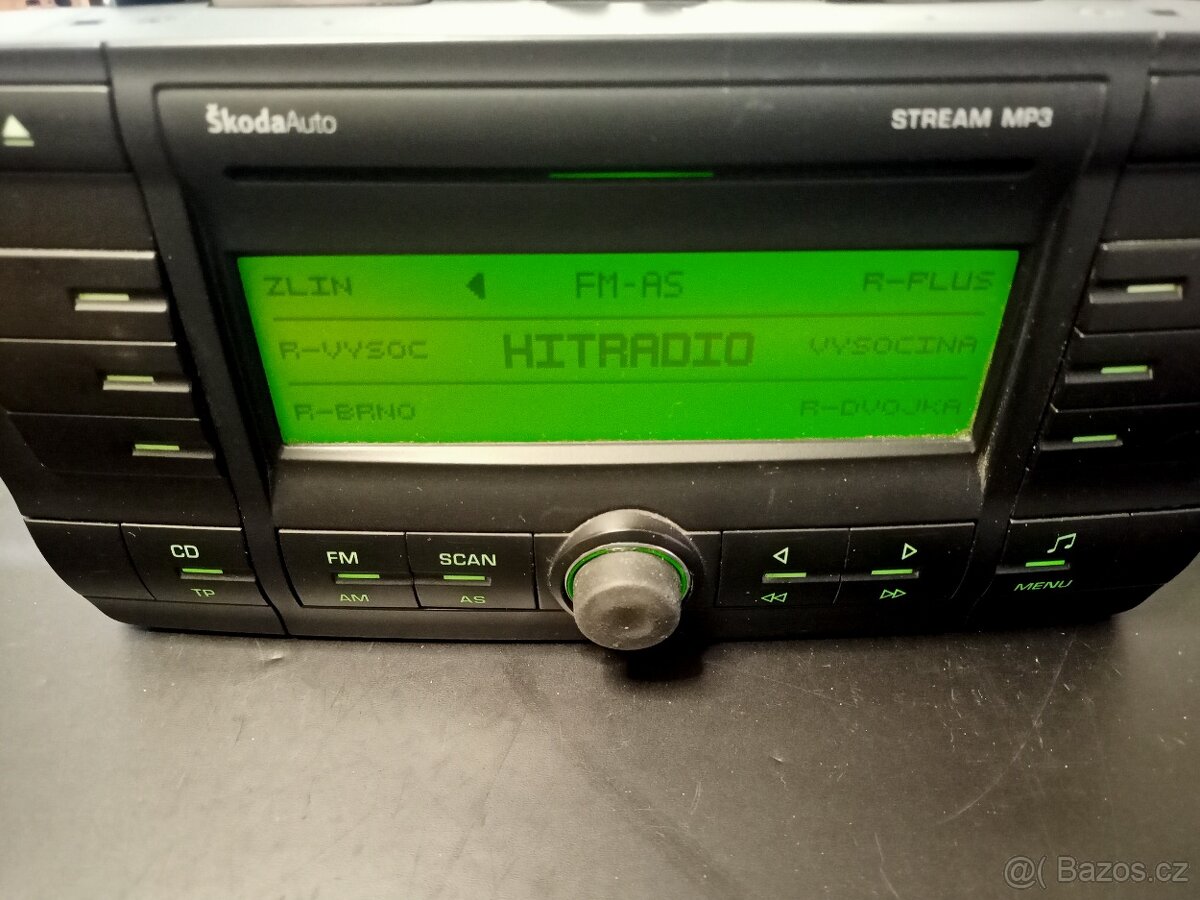 ŠkodaAuto STREAM MP3
ZLIN FM-AS R-PLUS
R-VYSOC HITRADIO VYSOCINA
R-BRNO R-DVOJKA
CD FM SCAN
TP AM AS MENU
@( Bazos.cz